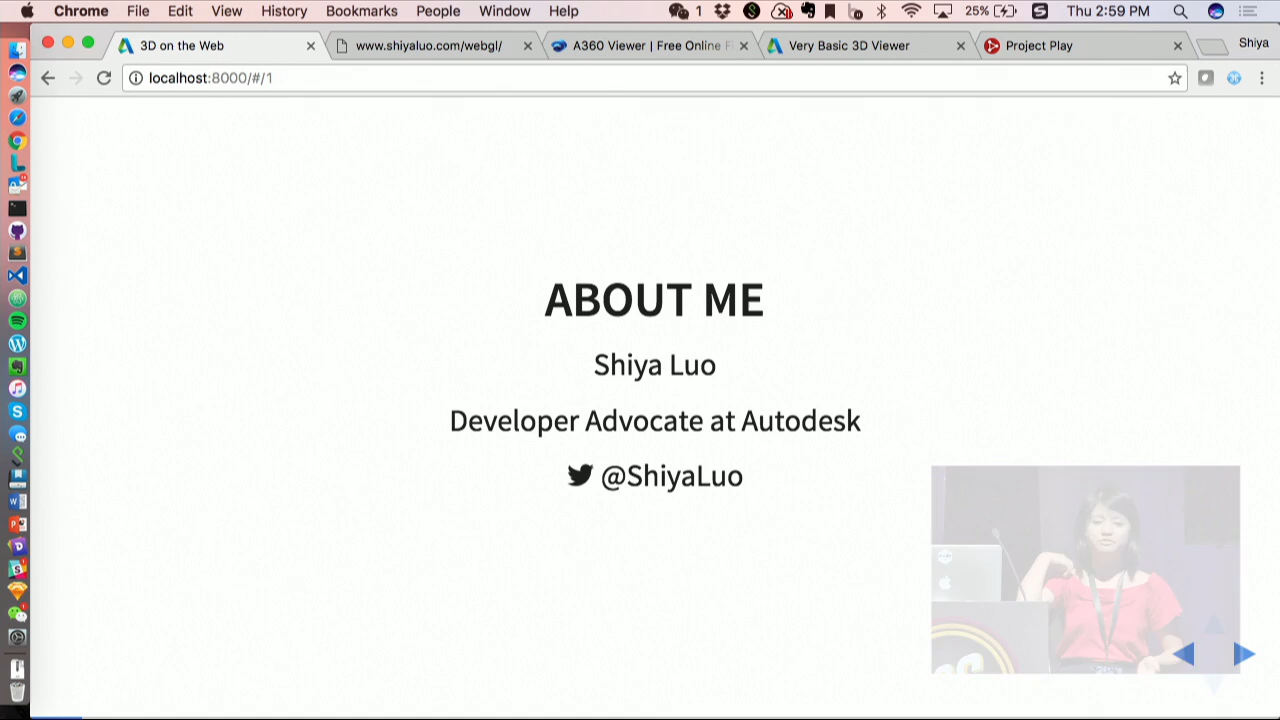 Chrome File Edit View History Bookmarks People Window Help 1 25% Thu 2:59 PM
3D on the Web www.shiyaluo.com/webgl/ A360 Viewer | Free Online F Very Basic 3D Viewer Project Play Shiya
localhost:8000/#/1
ABOUT ME
Shiya Luo
Developer Advocate at Autodesk
@ShiyaLuo